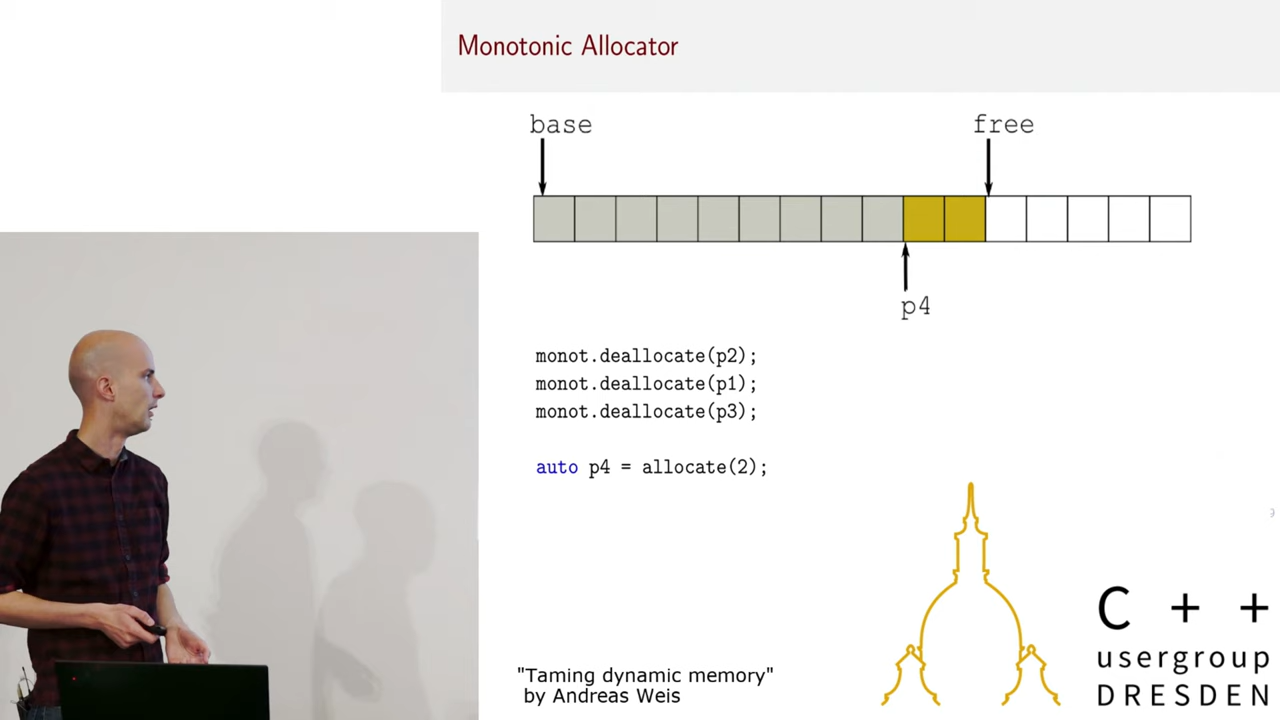 Monotonic Allocator
base
free
p4
monot.deallocate(p2);
monot.deallocate(p1);
monot.deallocate(p3);
auto p4 = allocate(2);
9
"Taming dynamic memory"
by Andreas Weis
C + +
usergroup
DRESDEN